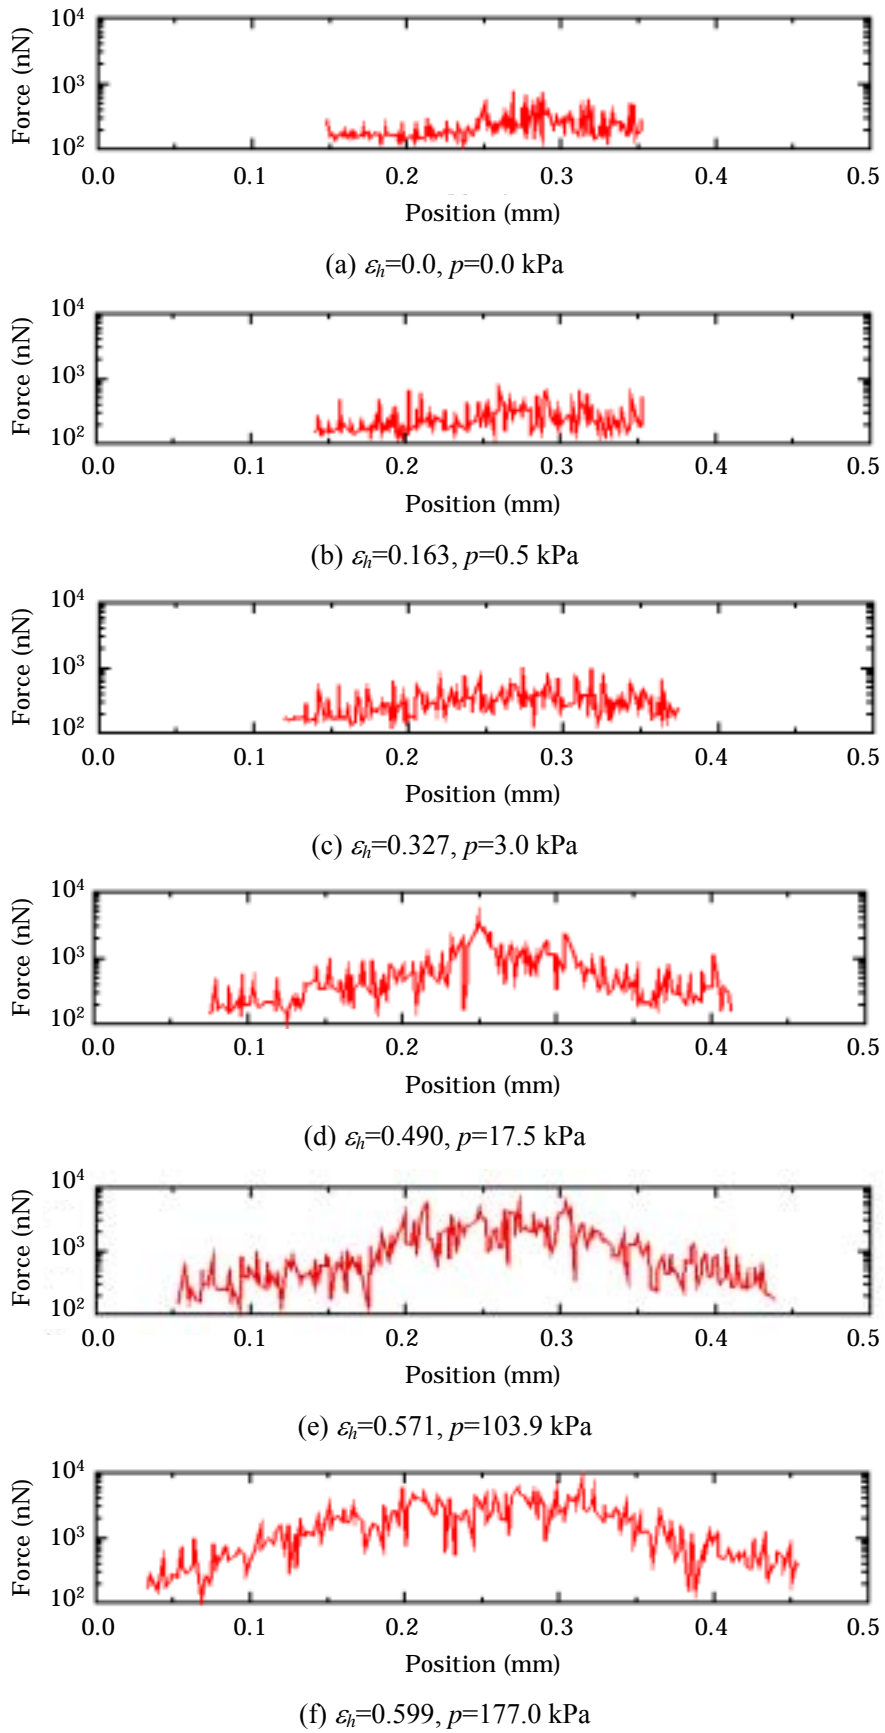 Force (nN)
10⁴
10³
10²
0.0 0.1 0.2 0.3 0.4 0.5
Position (mm)
(a) εₕ=0.0, p=0.0 kPa
Force (nN)
10⁴
10³
10²
0.0 0.1 0.2 0.3 0.4 0.5
Position (mm)
(b) εₕ=0.163, p=0.5 kPa
Force (nN)
10⁴
10³
10²
0.0 0.1 0.2 0.3 0.4 0.5
Position (mm)
(c) εₕ=0.327, p=3.0 kPa
Force (nN)
10⁴
10³
10²
0.0 0.1 0.2 0.3 0.4 0.5
Position (mm)
(d) εₕ=0.490, p=17.5 kPa
Force (nN)
10⁴
10³
10²
0.0 0.1 0.2 0.3 0.4 0.5
Position (mm)
(e) εₕ=0.571, p=103.9 kPa
Force (nN)
10⁴
10³
10²
0.0 0.1 0.2 0.3 0.4 0.5
Position (mm)
(f) εₕ=0.599, p=177.0 kPa